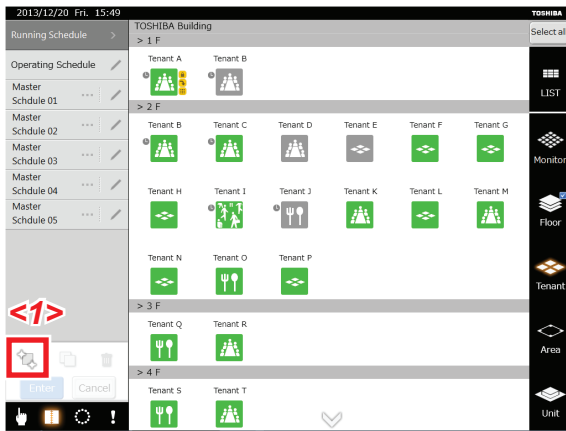 2013/12/20 Fri. 15:49
TOSHIBA
Running Schedule >
Operating Schedule
Master
Schdule 01 ...
Master
Schdule 02 ...
Master
Schdule 03 ...
Master
Schdule 04 ...
Master
Schdule 05 ...
<1>
Enter Cancel
TOSHIBA Building
> 1 F
Tenant A Tenant B
> 2 F
Tenant B Tenant C Tenant D Tenant E Tenant F Tenant G
Tenant H Tenant I Tenant J Tenant K Tenant L Tenant M
Tenant N Tenant O Tenant P
> 3 F
Tenant Q Tenant R
> 4 F
Tenant S Tenant T
Select all
LIST
Monitor
Floor
Tenant
Area
Unit